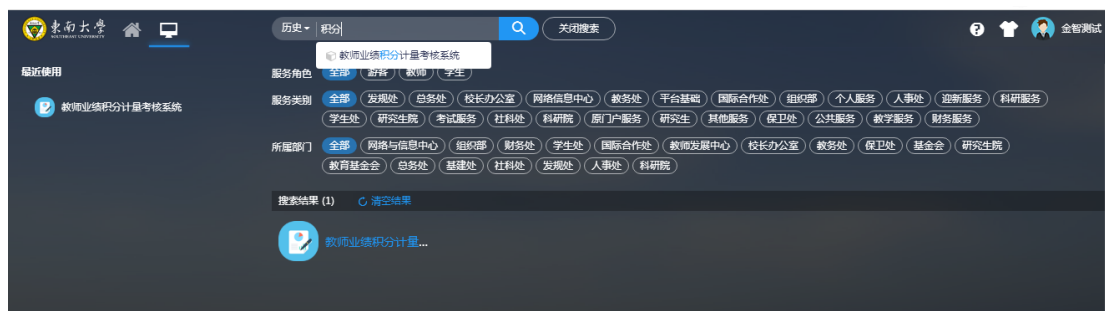 东南大学
SOUTHEAST UNIVERSITY
历史 积分 关闭搜索 金智测试
教师业绩积分计量考核系统
最近使用
教师业绩积分计量考核系统
服务角色 全部 游客 教师 学生
服务类别 全部 发规处 总务处 校长办公室 网络信息中心 教务处 平台基础 国际合作处 组织部 个人服务 人事处 迎新服务 科研服务
学生处 研究生院 考试服务 社科处 科研院 原门户服务 研究生 其他服务 保卫处 公共服务 教学服务 财务服务
所属部门 全部 网络与信息中心 组织部 财务处 学生处 国际合作处 教师发展中心 校长办公室 教务处 保卫处 基金会 研究生院
教育基金会 总务处 基建处 社科处 发规处 人事处 科研院
搜索结果 (1) 清空结果
教师业绩积分计量...